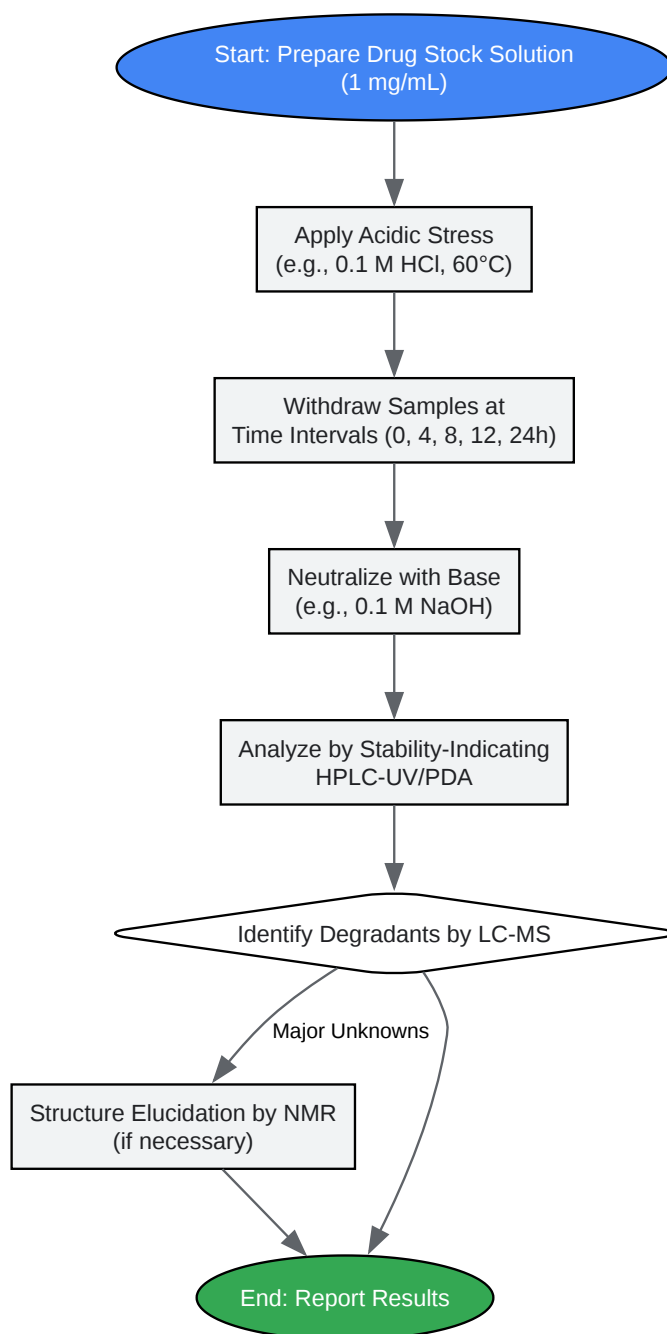 Start: Prepare Drug Stock Solution
(1 mg/mL)
Apply Acidic Stress
(e.g., 0.1 M HCl, 60°C)
Withdraw Samples at
Time Intervals (0, 4, 8, 12, 24h)
Neutralize with Base
(e.g., 0.1 M NaOH)
Analyze by Stability-Indicating
HPLC-UV/PDA
Identify Degradants by LC-MS
Major Unknowns
Structure Elucidation by NMR
(if necessary)
End: Report Results